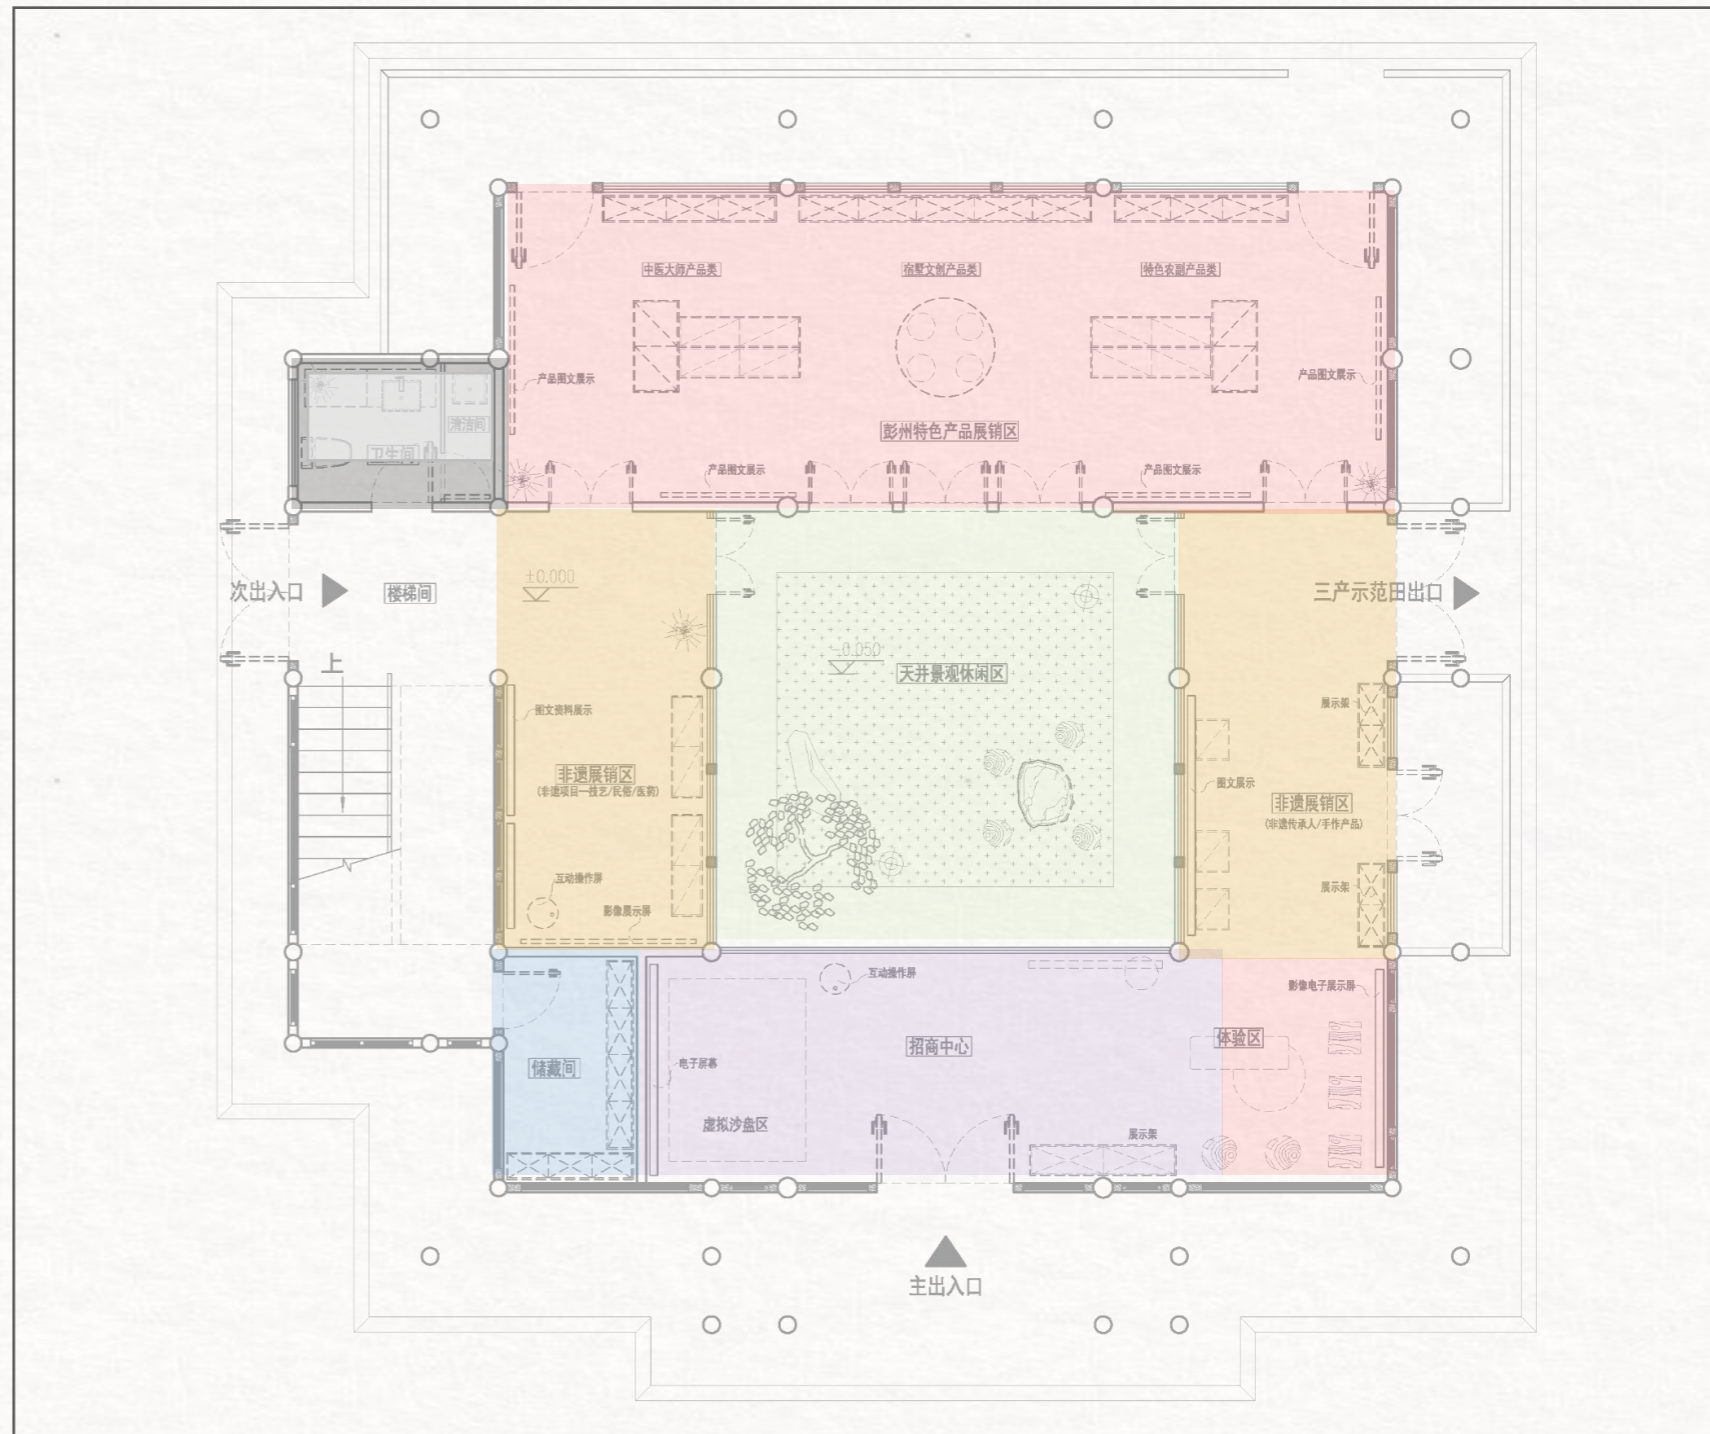 中医大师产品类
宿墅文创产品类
特色农副产品类
产品图文展示
产品图文展示
彭州特色产品展销区
清洁间
卫生间
产品图文展示
产品图文展示
次出入口
楼梯间
±0.000
三产示范田出口
上
-0.050
天井景观休闲区
图文资料展示
展示架
非遗展销区
(非遗项目—技艺/民俗/医药)
图文展示
非遗展销区
(非遗传承人/手作产品)
互动操作屏
展示架
影像展示屏
互动操作屏
影像电子展示屏
招商中心
体验区
储藏间
电子屏幕
虚拟沙盘区
展示架
主出入口